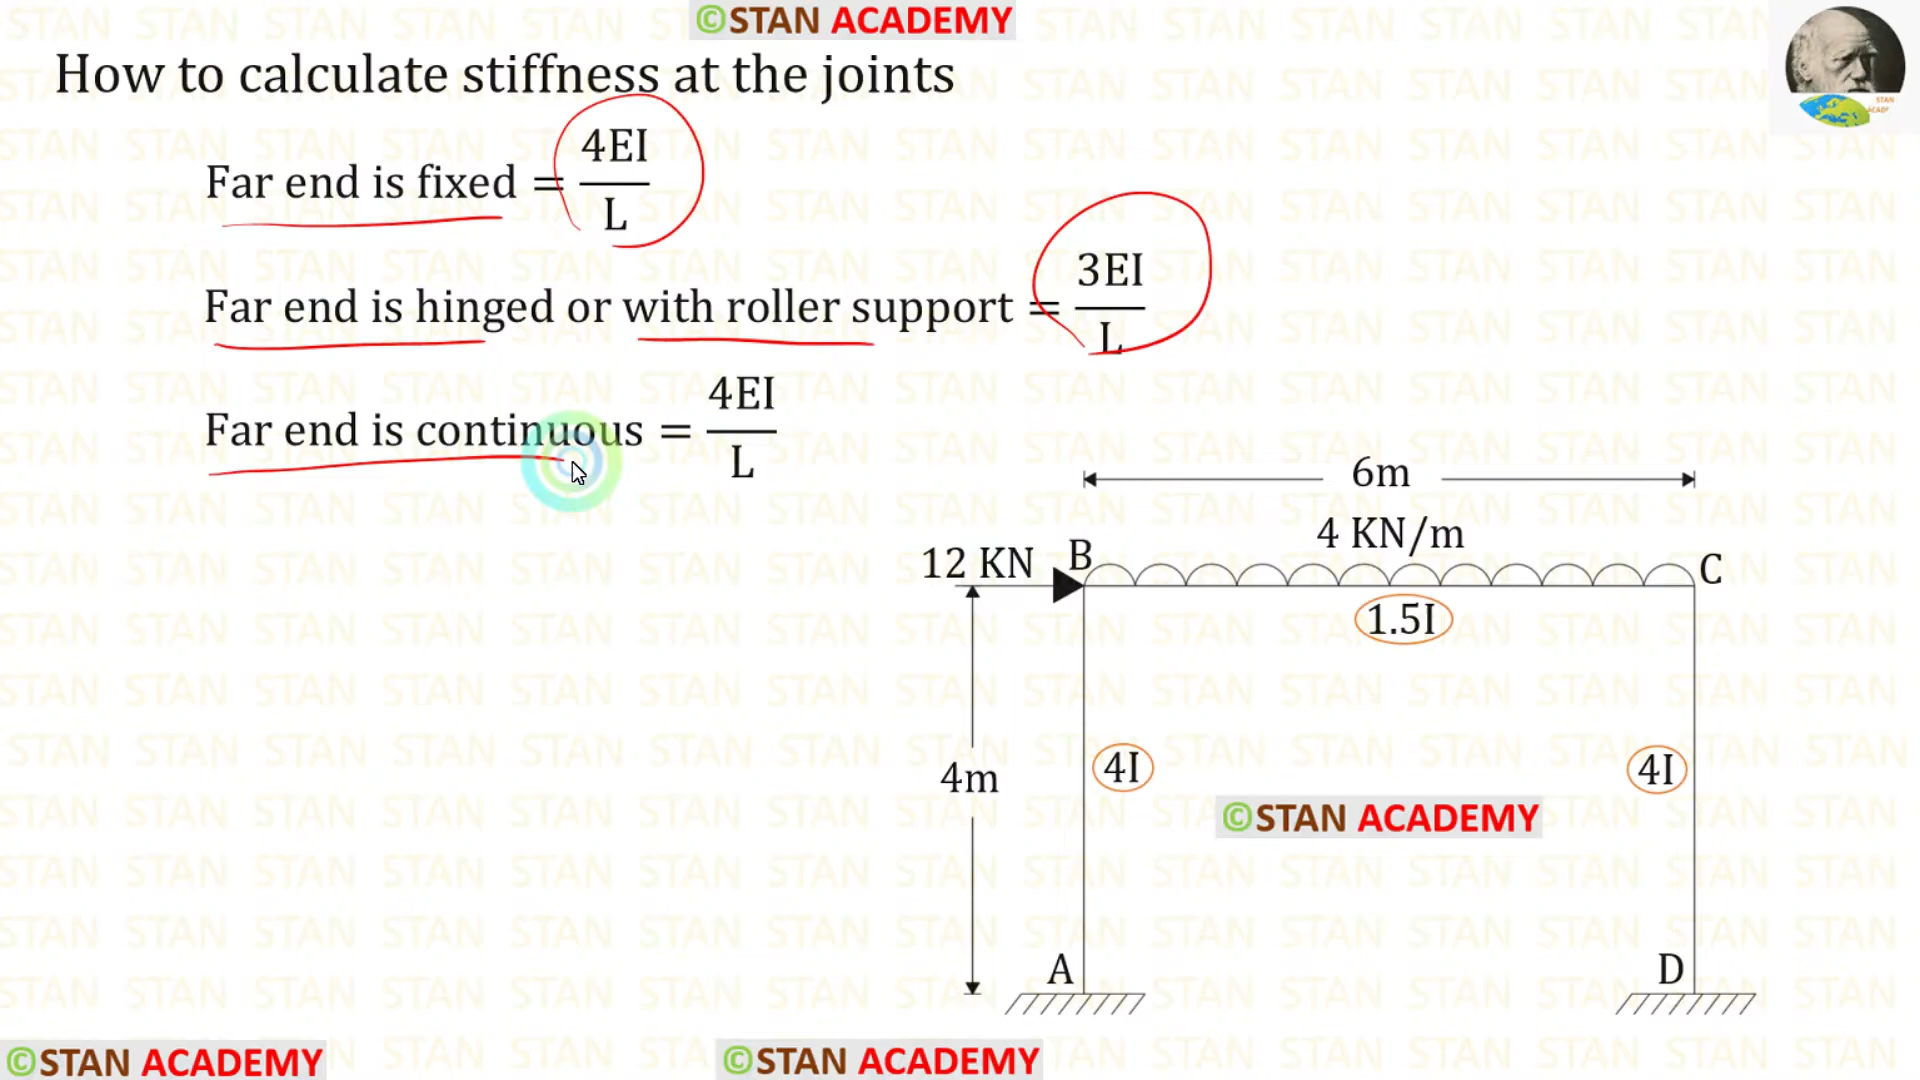 ©STAN ACADEMY
How to calculate stiffness at the joints
STAN ACADEMY
Far end is fixed = 4EI / L
Far end is hinged or with roller support = 3EI / L
Far end is continuous = 4EI / L
6m
4 KN/m
12 KN B C
1.5I
4m 4I 4I
©STAN ACADEMY
A D
©STAN ACADEMY ©STAN ACADEMY